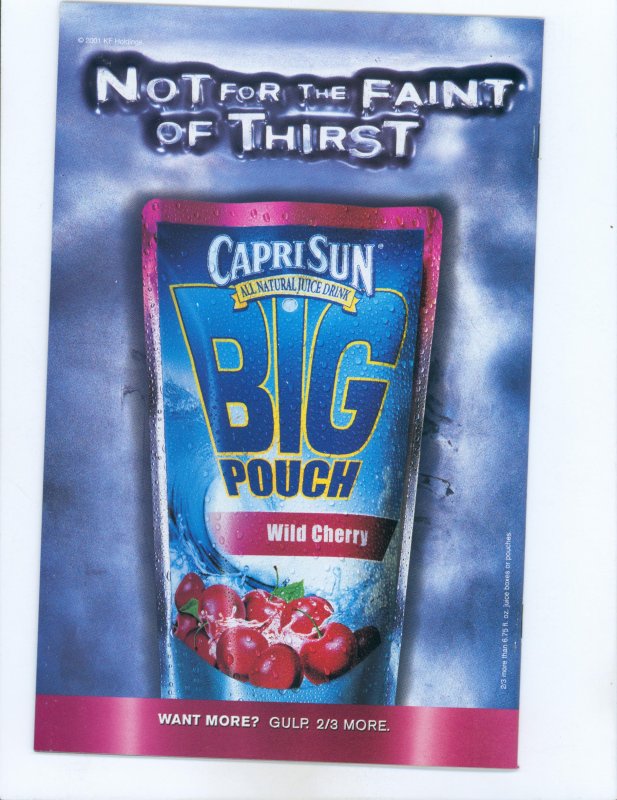 © 2001 KF Holdings
NOT FOR THE FAINT
OF THIRST
CAPRI SUN®
ALL NATURAL JUICE DRINK
BIG
POUCH
Wild Cherry
2/3 more than 6.75 fl. oz. juice boxes or pouches.
WANT MORE? GULP. 2/3 MORE.